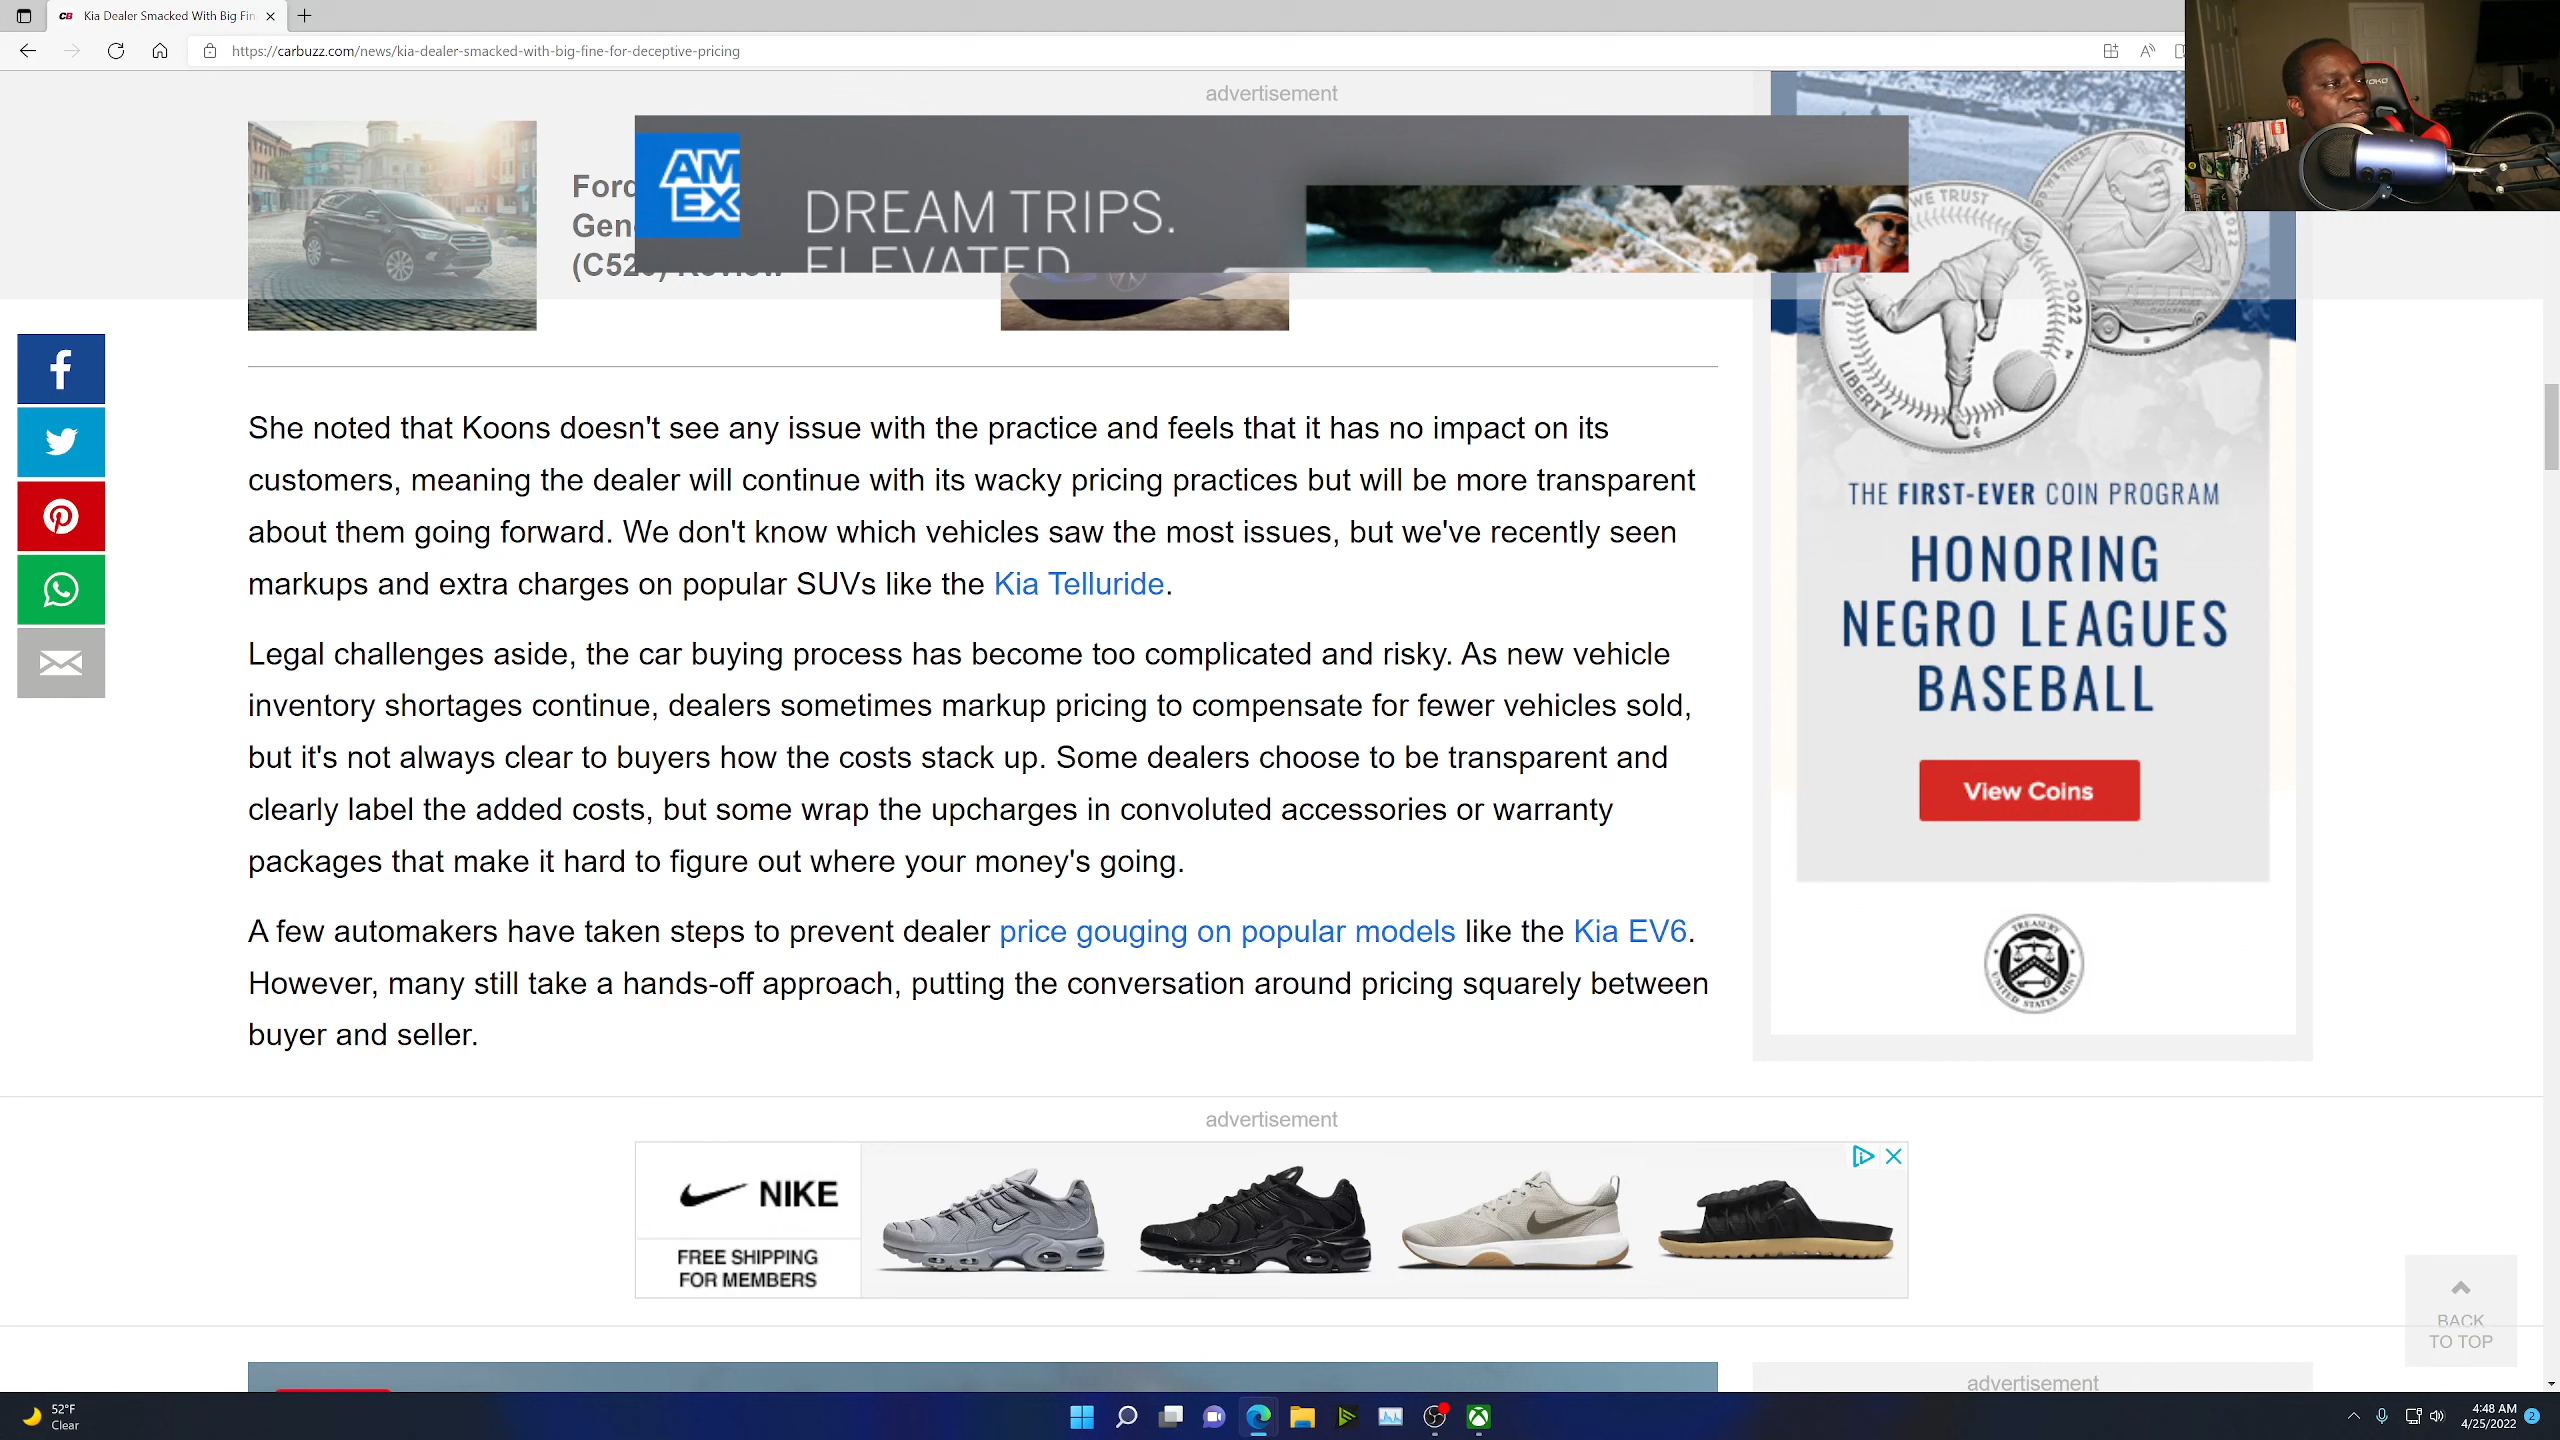 Kia Dealer Smacked With Big Fin
https://carbuzz.com/news/kia-dealer-smacked-with-big-fine-for-deceptive-pricing
advertisement
Ford
Gen
AM
EX
DREAM TRIPS.
ELEVATED
WE TRUST
LIBERTY
2022
She noted that Koons doesn't see any issue with the practice and feels that it has no impact on its
customers, meaning the dealer will continue with its wacky pricing practices but will be more transparent
about them going forward. We don't know which vehicles saw the most issues, but we've recently seen
markups and extra charges on popular SUVs like the Kia Telluride.
Legal challenges aside, the car buying process has become too complicated and risky. As new vehicle
inventory shortages continue, dealers sometimes markup pricing to compensate for fewer vehicles sold,
but it's not always clear to buyers how the costs stack up. Some dealers choose to be transparent and
clearly label the added costs, but some wrap the upcharges in convoluted accessories or warranty
packages that make it hard to figure out where your money's going.
A few automakers have taken steps to prevent dealer price gouging on popular models like the Kia EV6.
However, many still take a hands-off approach, putting the conversation around pricing squarely between
buyer and seller.
THE FIRST-EVER COIN PROGRAM
HONORING
NEGRO LEAGUES
BASEBALL
View Coins
TREASURY
UNITED STATES MINT
advertisement
NIKE
FREE SHIPPING
FOR MEMBERS
BACK
TO TOP
advertisement
52°F
Clear
4:48 AM
4/25/2022
2